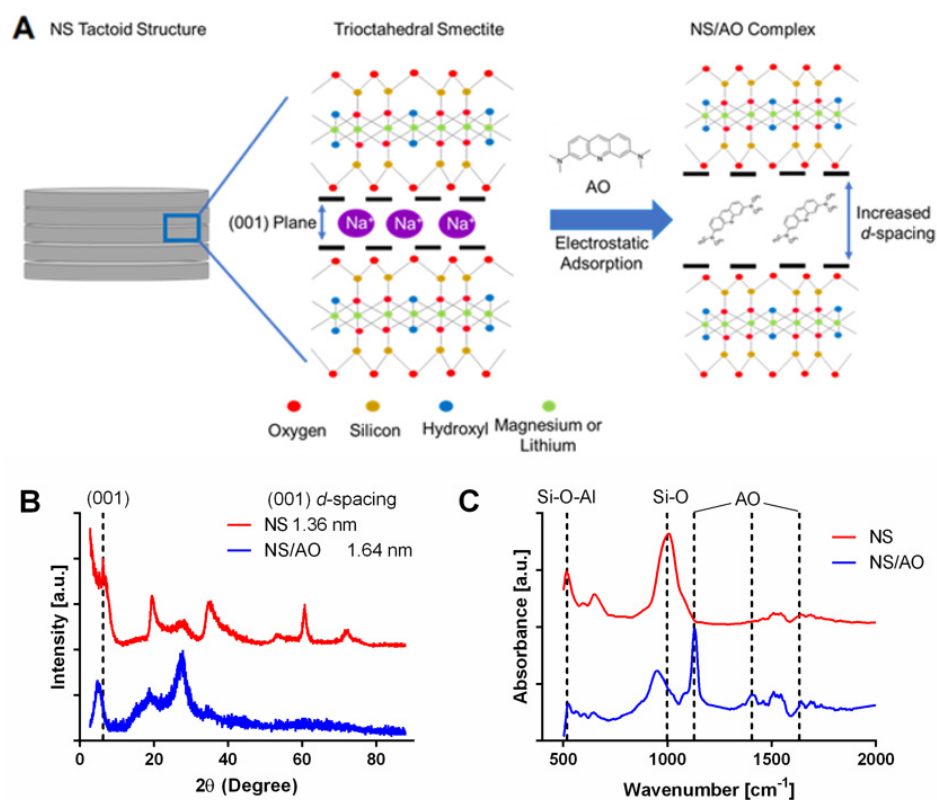 A
NS Tactoid Structure
Trioctahedral Smectite
NS/AO Complex
(001) Plane
Na+
Na+
Na+
AO
Electrostatic
Adsorption
Increased
d-spacing
Oxygen
Silicon
Hydroxyl
Magnesium or
Lithium
B
(001)
(001) d-spacing
NS 1.36 nm
NS/AO 1.64 nm
Intensity [a.u.]
0 20 40 60 80
2θ (Degree)
C
Si-O-Al
Si-O
AO
NS
NS/AO
Absorbance [a.u.]
500 1000 1500 2000
Wavenumber [cm⁻¹]